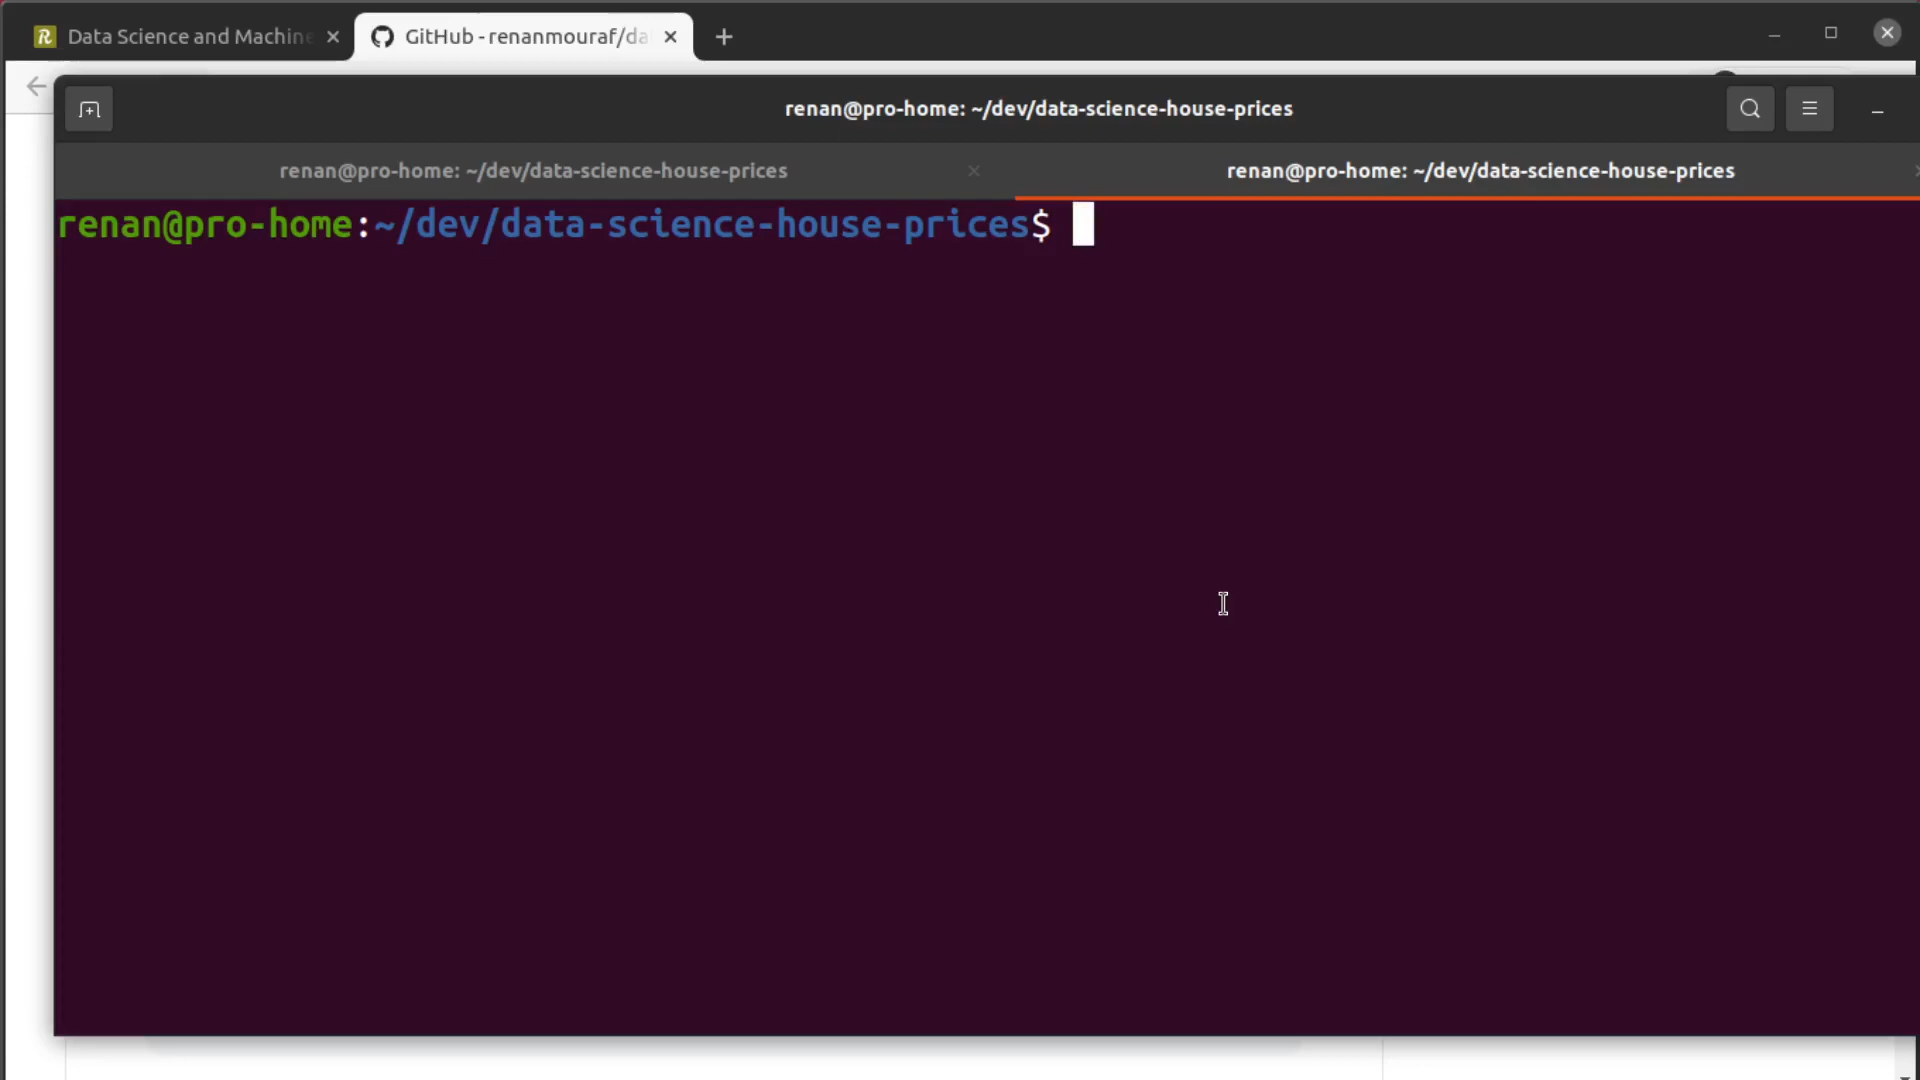 Data Science and Machine
GitHub - renanmouraf/da
renan@pro-home: ~/dev/data-science-house-prices
renan@pro-home: ~/dev/data-science-house-prices
renan@pro-home: ~/dev/data-science-house-prices
renan@pro-home:~/dev/data-science-house-prices$